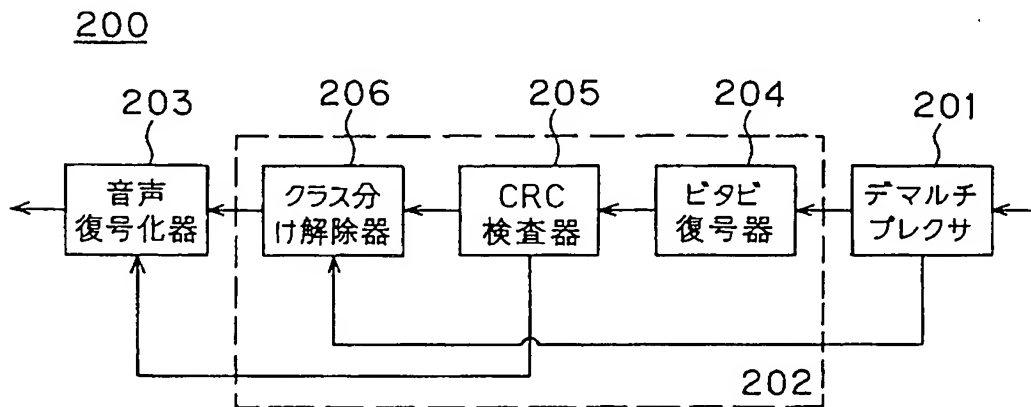 200
203
206
205
204
201
音声
復号化器
クラス分
け解除器
CRC
検査器
ビタビ
復号器
デマルチ
プレクサ
202